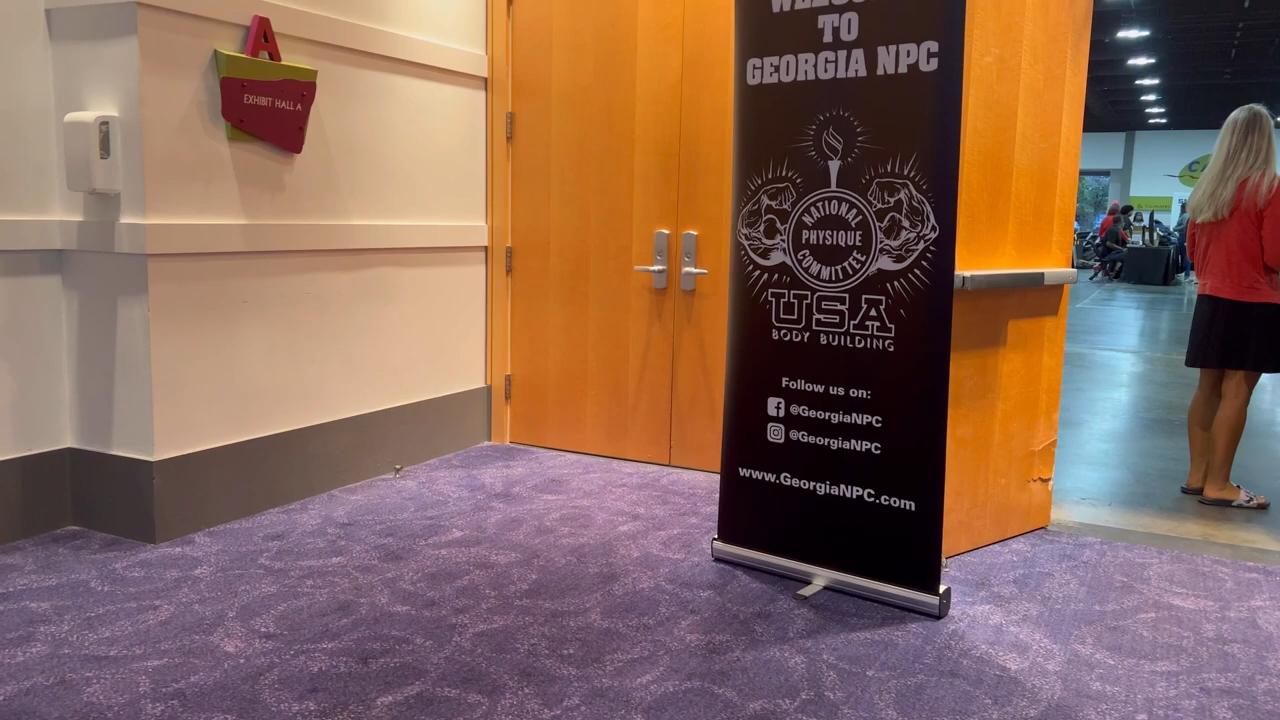 A
EXHIBIT HALL A
WELCOME
TO
GEORGIA NPC
NATIONAL
PHYSIQUE
COMMITTEE
USA
BODY BUILDING
Follow us on:
@GeorgiaNPC
@GeorgiaNPC
www.GeorgiaNPC.com